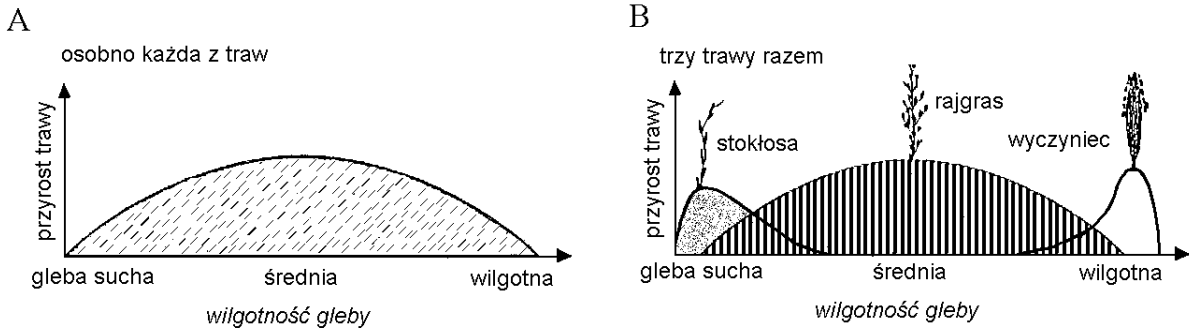 A
osobno każda z traw
przyrost trawy
gleba sucha średnia wilgotna
wilgotność gleby
B
trzy trawy razem
przyrost trawy
stokłosa
rajgras
wyczyniec
gleba sucha średnia wilgotna
wilgotność gleby